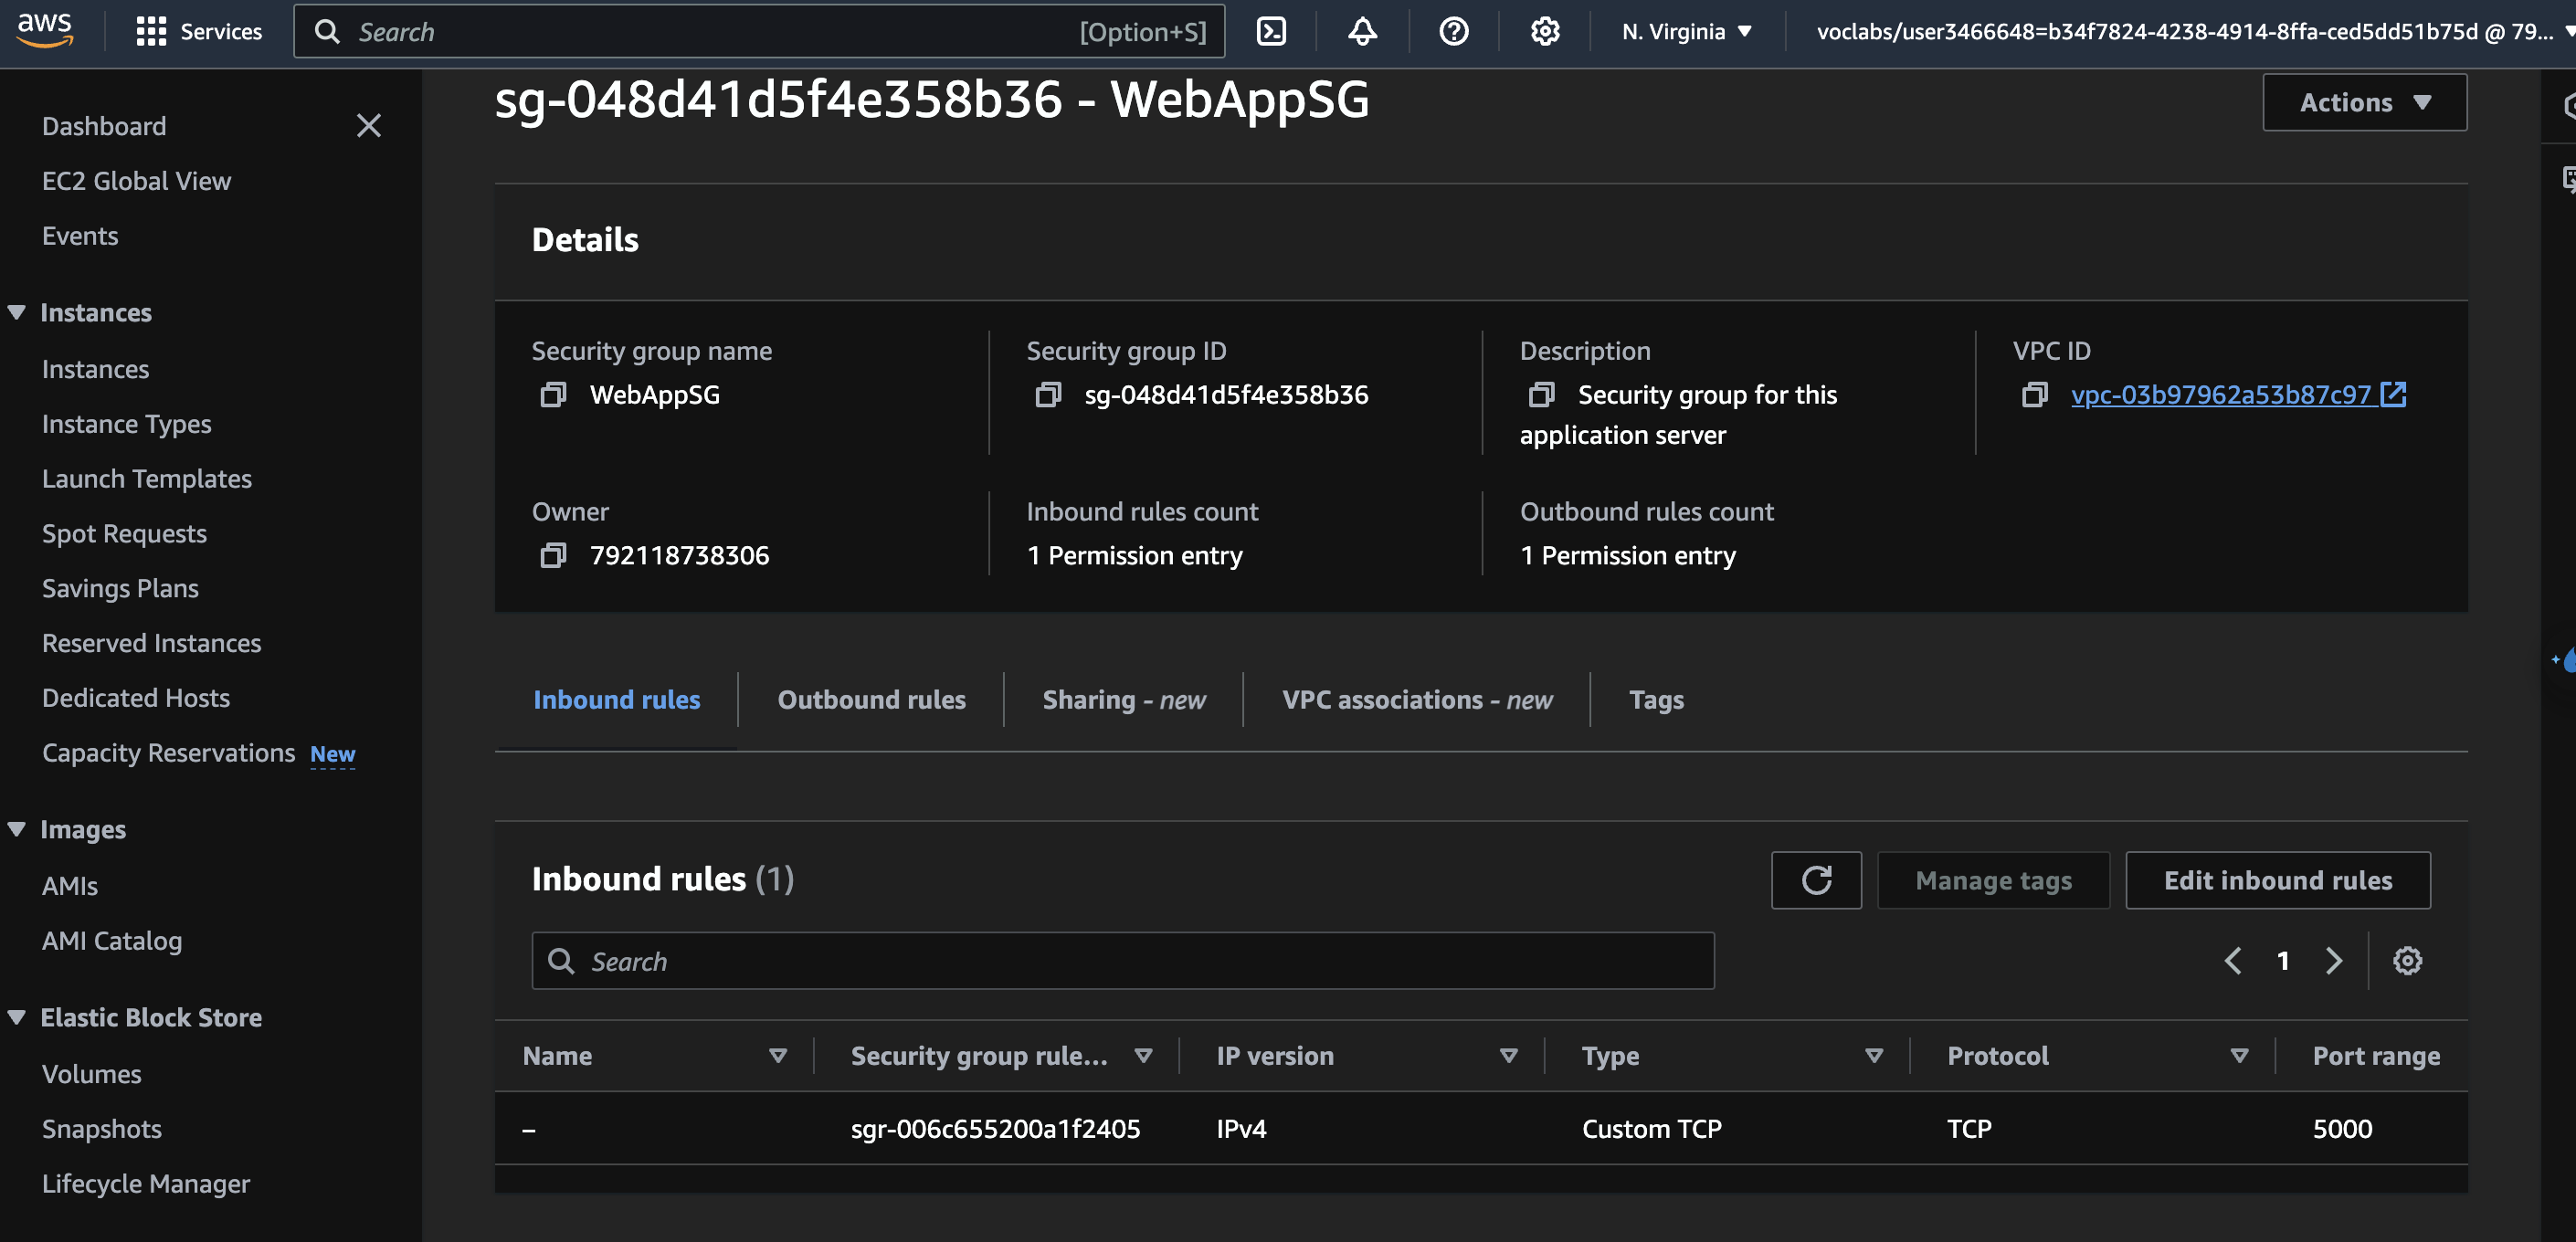 aws
Services
Search
[Option+S]
N. Virginia
voclabs/user3466648=b34f7824-4238-4914-8ffa-ced5dd51b75d @ 79...
Dashboard
EC2 Global View
Events
Instances
Instances
Instance Types
Launch Templates
Spot Requests
Savings Plans
Reserved Instances
Dedicated Hosts
Capacity Reservations New
Images
AMIs
AMI Catalog
Elastic Block Store
Volumes
Snapshots
Lifecycle Manager
sg-048d41d5f4e358b36 - WebAppSG
Actions
Details
Security group name
WebAppSG
Security group ID
sg-048d41d5f4e358b36
Description
Security group for this
application server
VPC ID
vpc-03b97962a53b87c97
Owner
792118738306
Inbound rules count
1 Permission entry
Outbound rules count
1 Permission entry
Inbound rules
Outbound rules
Sharing - new
VPC associations - new
Tags
Inbound rules (1)
Manage tags
Edit inbound rules
Search
1
Name
Security group rule...
IP version
Type
Protocol
Port range
–
sgr-006c655200a1f2405
IPv4
Custom TCP
TCP
5000